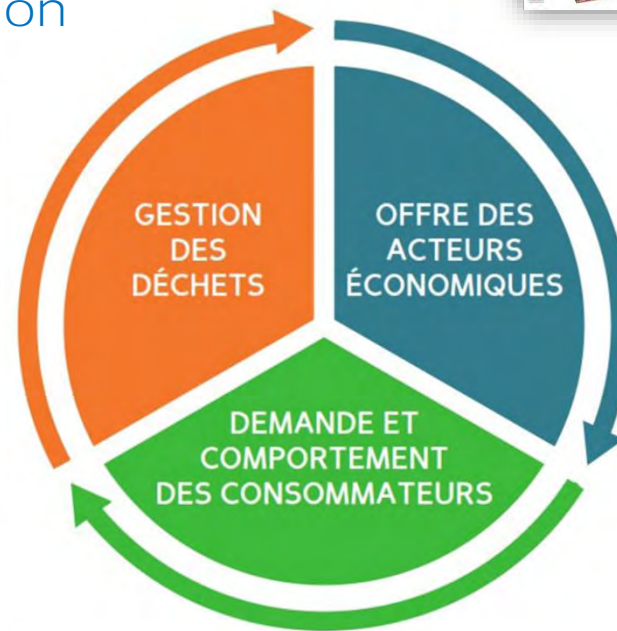 on
GESTION
DES
DÉCHETS
OFFRE DES
ACTEURS
ÉCONOMIQUES
DEMANDE ET
COMPORTEMENT
DES CONSOMMATEURS